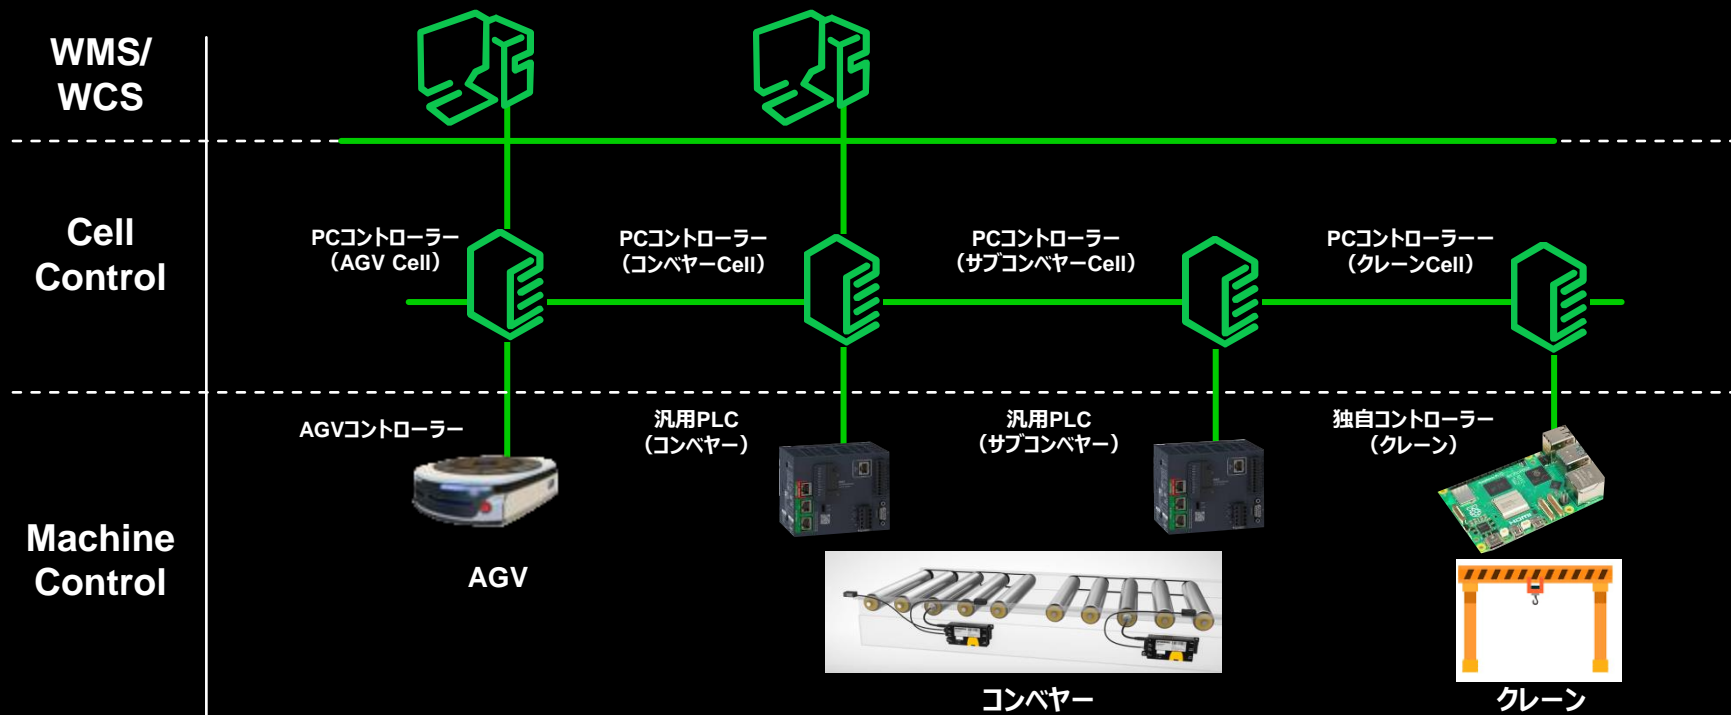 WMS/
WCS
Cell
Control
PCコントローラー
（AGV Cell）
PCコントローラー
（コンベヤーCell）
PCコントローラー
（サブコンベヤーCell）
PCコントローラーー
（クレーンCell）
Machine
Control
AGVコントローラー
汎用PLC
（コンベヤー）
汎用PLC
（サブコンベヤー）
独自コントローラー
（クレーン）
AGV
コンベヤー
クレーン